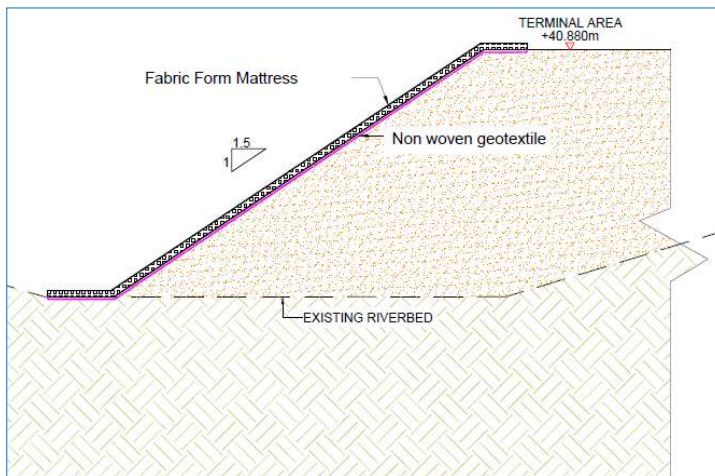 TERMINAL AREA
+40.880m
Fabric Form Mattress
Non woven geotextile
1.5
1
EXISTING RIVERBED